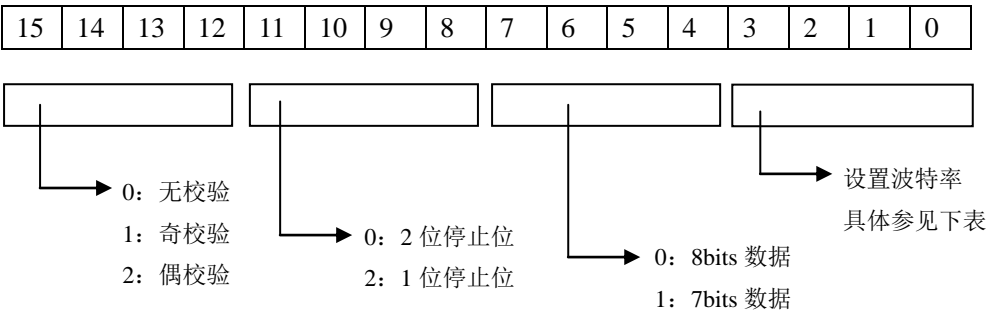 15 14 13 12 11 10 9 8 7 6 5 4 3 2 1 0
0：无校验
1：奇校验
2：偶校验
0：2 位停止位
2：1 位停止位
0：8bits 数据
1：7bits 数据
设置波特率
具体参见下表